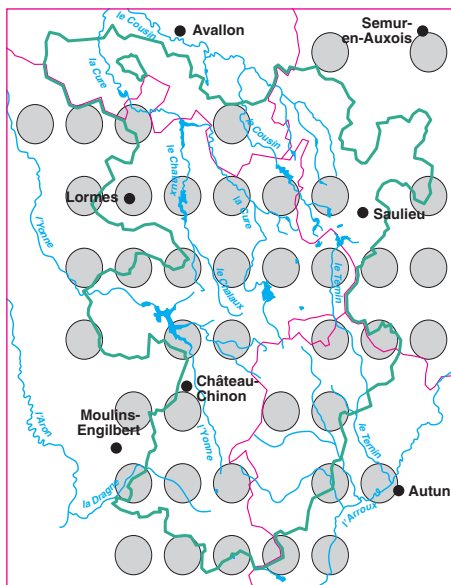 le Cousin
Avallon
Semur-
en-Auxois
la Cure
le Cousin
le Chalaux
Lormes
la Cure
Saulieu
l'Yonne
le Chalaux
le Ternin
Château-
Chinon
Moulins-
Engilbert
l'Aron
l'Yonne
le Ternin
la Dragne
Autun
l'Arroux